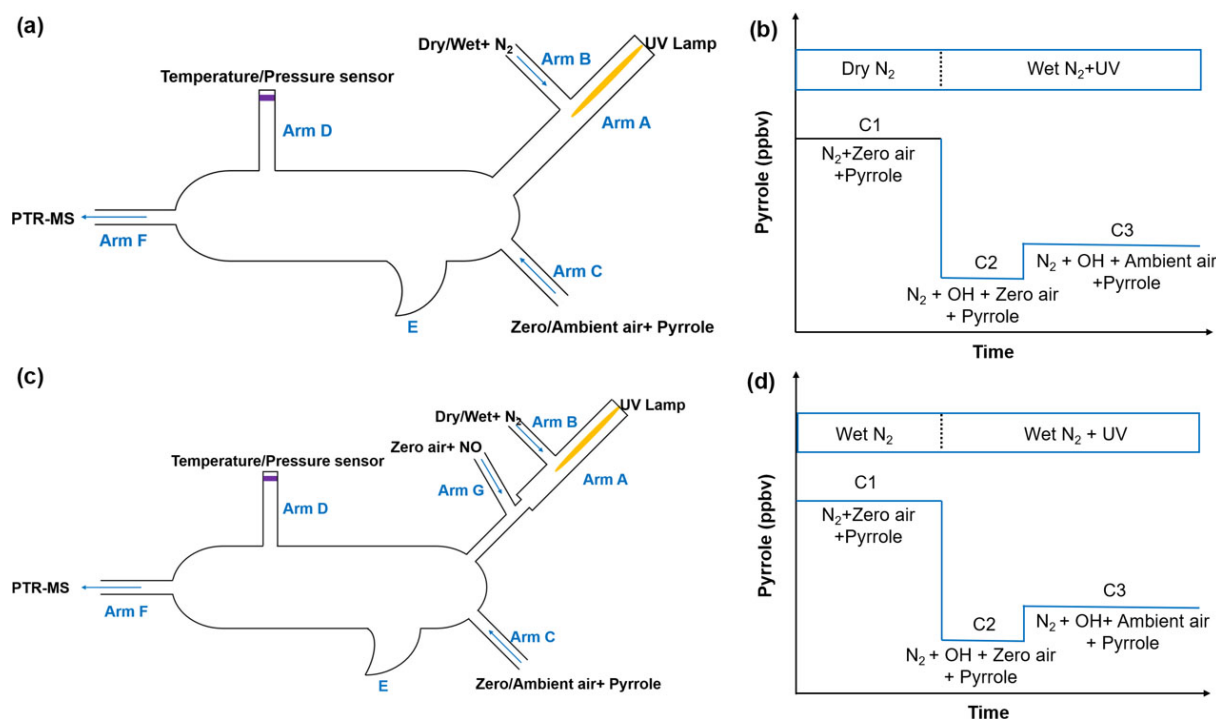 (a)
Dry/Wet+ N₂
Arm B
UV Lamp
Temperature/Pressure sensor
Arm A
Arm D
PTR-MS
Arm F
Arm C
E
Zero/Ambient air+ Pyrrole
(b)
Dry N₂
Wet N₂+UV
C1
N₂+Zero air
+Pyrrole
Pyrrole (ppbv)
C3
C2
N₂ + OH + Ambient air
+Pyrrole
N₂ + OH + Zero air
+ Pyrrole
Time
(c)
Dry/Wet+ N₂
Arm B
UV Lamp
Zero air+ NO
Temperature/Pressure sensor
Arm G
Arm A
Arm D
PTR-MS
Arm F
Arm C
E
Zero/Ambient air+ Pyrrole
(d)
Wet N₂
Wet N₂ + UV
C1
N₂+Zero air
+Pyrrole
Pyrrole (ppbv)
C3
C2
N₂ + OH+ Ambient air
+ Pyrrole
N₂ + OH + Zero air
+ Pyrrole
Time